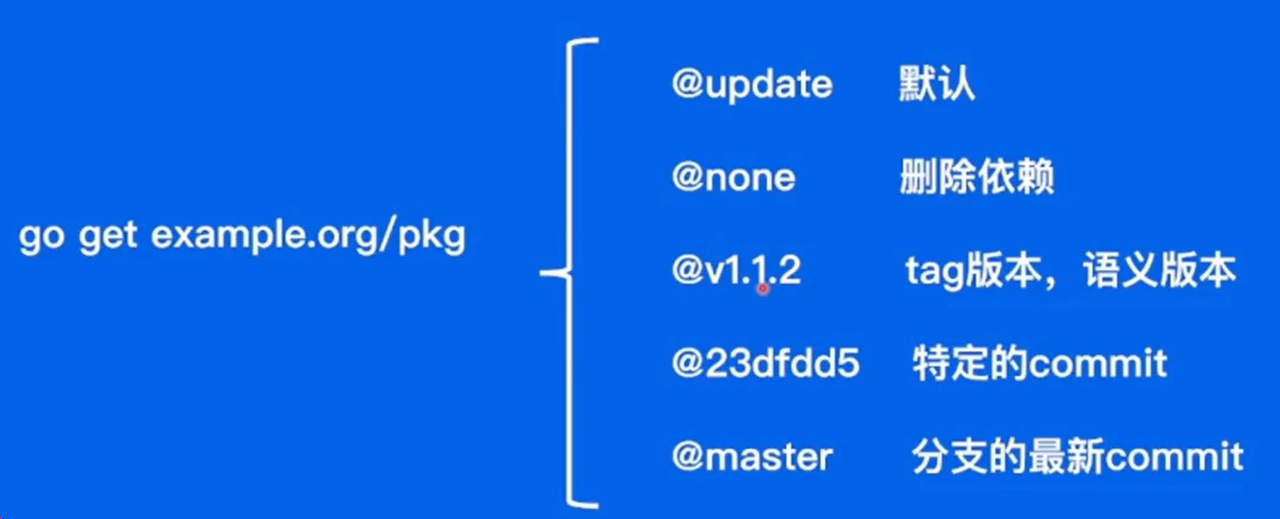 go get example.org/pkg
@update 默认
@none 删除依赖
@v1.1.2 tag版本，语义版本
@23dfdd5 特定的commit
@master 分支的最新commit